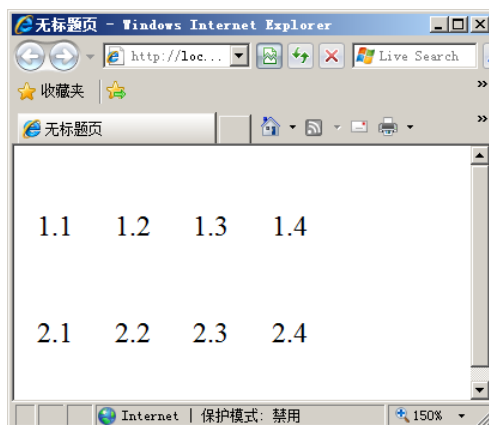 无标题页 - Windows Internet Explorer
http://loc... Live Search
收藏夹 »
无标题页 »
1.1 1.2 1.3 1.4
2.1 2.2 2.3 2.4
Internet | 保护模式: 禁用 150%